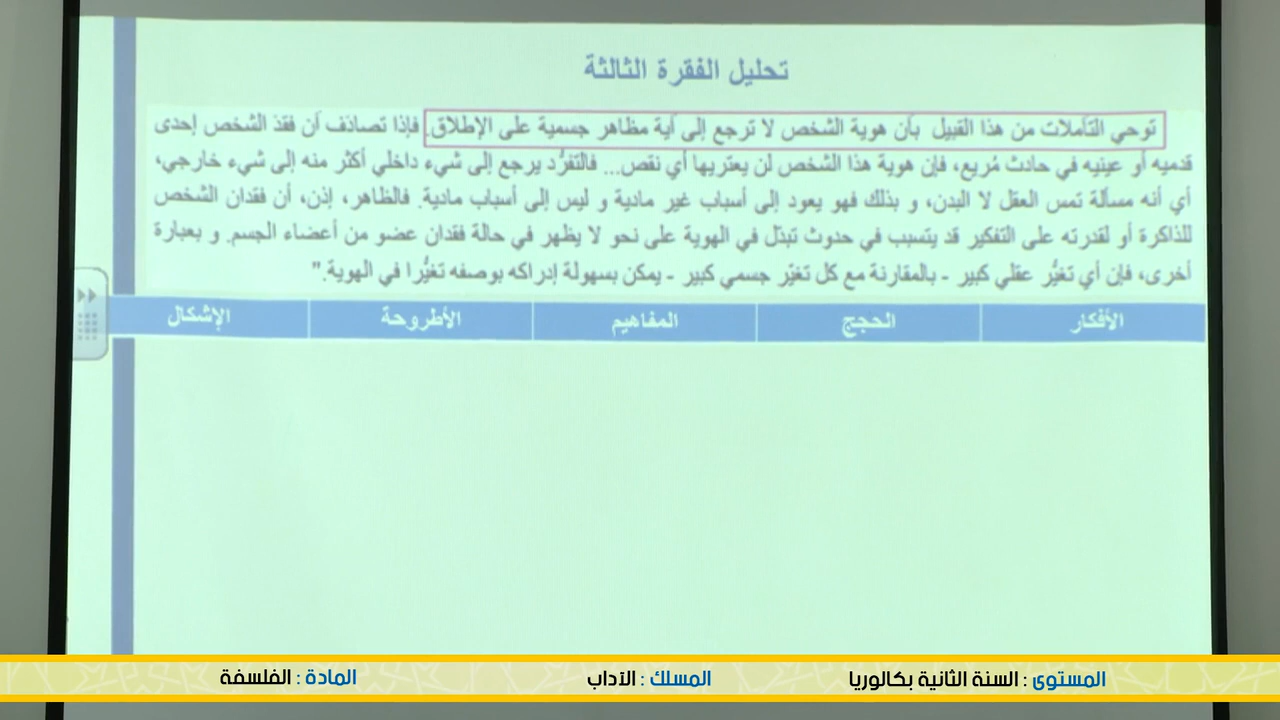 تحليل الفقرة الثالثة
توحي التأملات من هذا القبيل بأن هوية الشخص لا ترجع إلى أية مظاهر جسمية على الإطلاق. فإذا تصادف أن فقد الشخص إحدى
قدميه أو عينيه في حادث مُريع، فإن هوية هذا الشخص لن يعتريها أي نقص... فالتفرُّد يرجع إلى شيء داخلي أكثر منه إلى شيء خارجي،
أي أنه مسألة تمس العقل لا البدن، و بذلك فهو يعود إلى أسباب غير مادية و ليس إلى أسباب مادية. فالظاهر، إذن، أن فقدان الشخص
للذاكرة أو لقدرته على التفكير قد يتسبب في حدوث تبدّل في الهوية على نحو لا يظهر في حالة فقدان عضو من أعضاء الجسم. و بعبارة
أخرى، فإن أي تغيُّر عقلي كبير - بالمقارنة مع كل تغيّر جسمي كبير - يمكن بسهولة إدراكه بوصفه تغيُّرا في الهوية."
الأفكار الحجج المفاهيم الأطروحة الإشكال
المستوى : السنة الثانية بكالوريا المسلك : الآداب المادة : الفلسفة